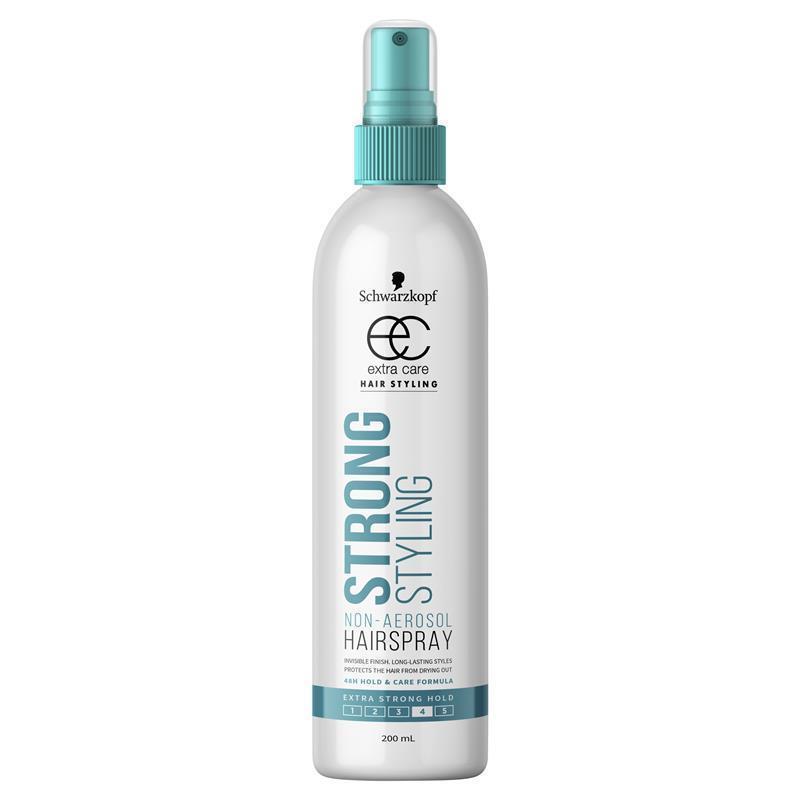 Schwarzkopf
ec
extra care
HAIR STYLING
STRONG
STYLING
NON-AEROSOL
HAIRSPRAY
INVISIBLE FINISH. LONG-LASTING STYLES
PROTECTS THE HAIR FROM DRYING OUT
48H HOLD & CARE FORMULA
EXTRA STRONG HOLD
1 2 3 4 5
200 mL